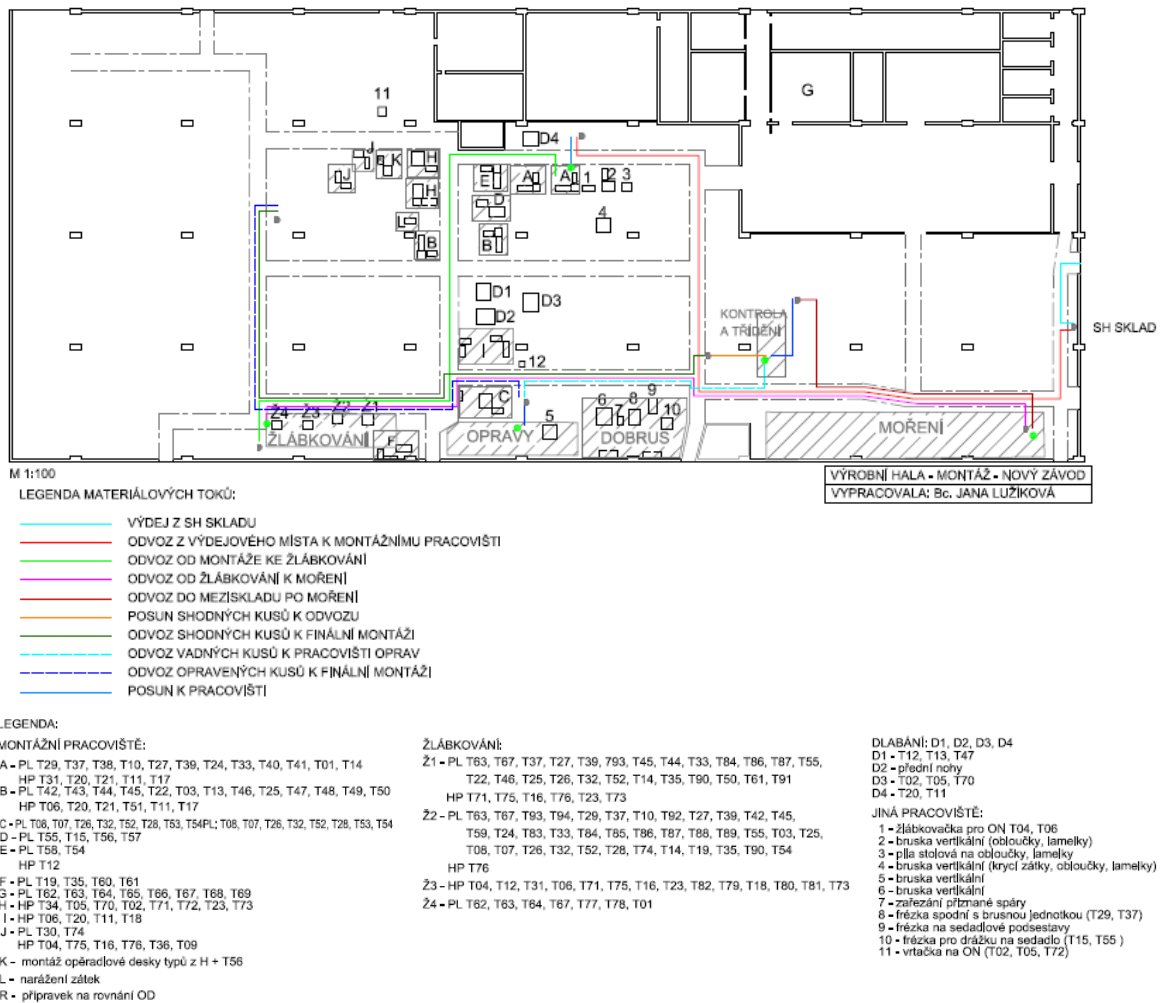 11
G
D4
J
K
H
J
H
E
A
A
1
2
3
D
L
B
B
4
D1
D2
D3
I
12
KONTROLA
A TŘÍDĚNÍ
SH SKLAD
Ž4
Ž3
Ž2
Ž1
ŽLÁBKOVÁNÍ
F
C
OPRAVY
5
6
7
8
9
10
DOBRUS
MOŘENÍ
M 1:100
VÝROBNÍ HALA - MONTÁŽ - NOVÝ ZÁVOD
VYPRACOVALA: Bc. JANA LUŽÍKOVÁ
LEGENDA MATERIÁLOVÝCH TOKŮ:
VÝDEJ Z SH SKLADU
ODVOZ Z VÝDEJOVÉHO MÍSTA K MONTÁŽNÍMU PRACOVIŠTI
ODVOZ OD MONTÁŽE KE ŽLÁBKOVÁNÍ
ODVOZ OD ŽLÁBKOVÁNÍ K MOŘENÍ
ODVOZ DO MEZISKLADU PO MOŘENÍ
POSUN SHODNÝCH KUSŮ K ODVOZU
ODVOZ SHODNÝCH KUSŮ K FINÁLNÍ MONTÁŽI
ODVOZ VADNÝCH KUSŮ K PRACOVIŠTI OPRAV
ODVOZ OPRAVENÝCH KUSŮ K FINÁLNÍ MONTÁŽI
POSUN K PRACOVIŠTI
LEGENDA:
MONTÁŽNÍ PRACOVIŠTĚ:
A - PL T29, T37, T38, T10, T27, T39, T24, T33, T40, T41, T01, T14
HP T31, T20, T21, T11, T17
B - PL T42, T43, T44, T45, T22, T03, T13, T46, T25, T47, T48, T49, T50
HP T06, T20, T21, T51, T11, T17
C - PL T08, T07, T26, T32, T52, T28, T53, T54PL; T08, T07, T26, T32, T52, T28, T53, T54
D - PL T55, T15, T56, T57
E - PL T58, T54
HP T12
F - PL T19, T35, T60, T61
G - PL T62, T63, T64, T65, T66, T67, T68, T69
H - HP T34, T05, T70, T02, T71, T72, T23, T73
I - HP T06, T20, T11, T18
J - PL T30, T74
HP T04, T75, T16, T76, T36, T09
K - montáž opěradlové desky typů z H + T56
L - narážení zátek
R - přípravek na rovnání OD
ŽLÁBKOVÁNÍ:
Ž1 - PL T63, T67, T37, T27, T39, 793, T45, T44, T33, T84, T86, T87, T55,
T22, T46, T25, T26, T32, T52, T14, T35, T90, T50, T61, T91
HP T71, T75, T16, T76, T23, T73
Ž2 - PL T63, T67, T93, T94, T29, T37, T10, T92, T27, T39, T42, T45,
T59, T24, T83, T33, T84, T85, T86, T87, T88, T89, T55, T03, T25,
T08, T07, T26, T32, T52, T28, T74, T14, T19, T35, T90, T54
HP T76
Ž3 - HP T04, T12, T31, T06, T71, T75, T16, T23, T82, T79, T18, T80, T81, T73
Ž4 - PL T62, T63, T64, T67, T77, T78, T01
DLABÁNÍ: D1, D2, D3, D4
D1 - T12, T13, T47
D2 - přední nohy
D3 - T02, T05, T70
D4 - T20, T11
JINÁ PRACOVIŠTĚ:
1 - žlábkovačka pro ON T04, T06
2 - bruska vertikální (obloučky, lamelky)
3 - pila stolová na obloučky, lamelky
4 - bruska vertikální (krycí zátky, obloučky, lamelky)
5 - bruska vertikální
6 - bruska vertikální
7 - zařezání přiznané spáry
8 - frézka spodní s brusnou jednotkou (T29, T37)
9 - frézka na sedadlové podsestavy
10 - frézka pro drážku na sedadlo (T15, T55 )
11 - vrtačka na ON (T02, T05, T72)